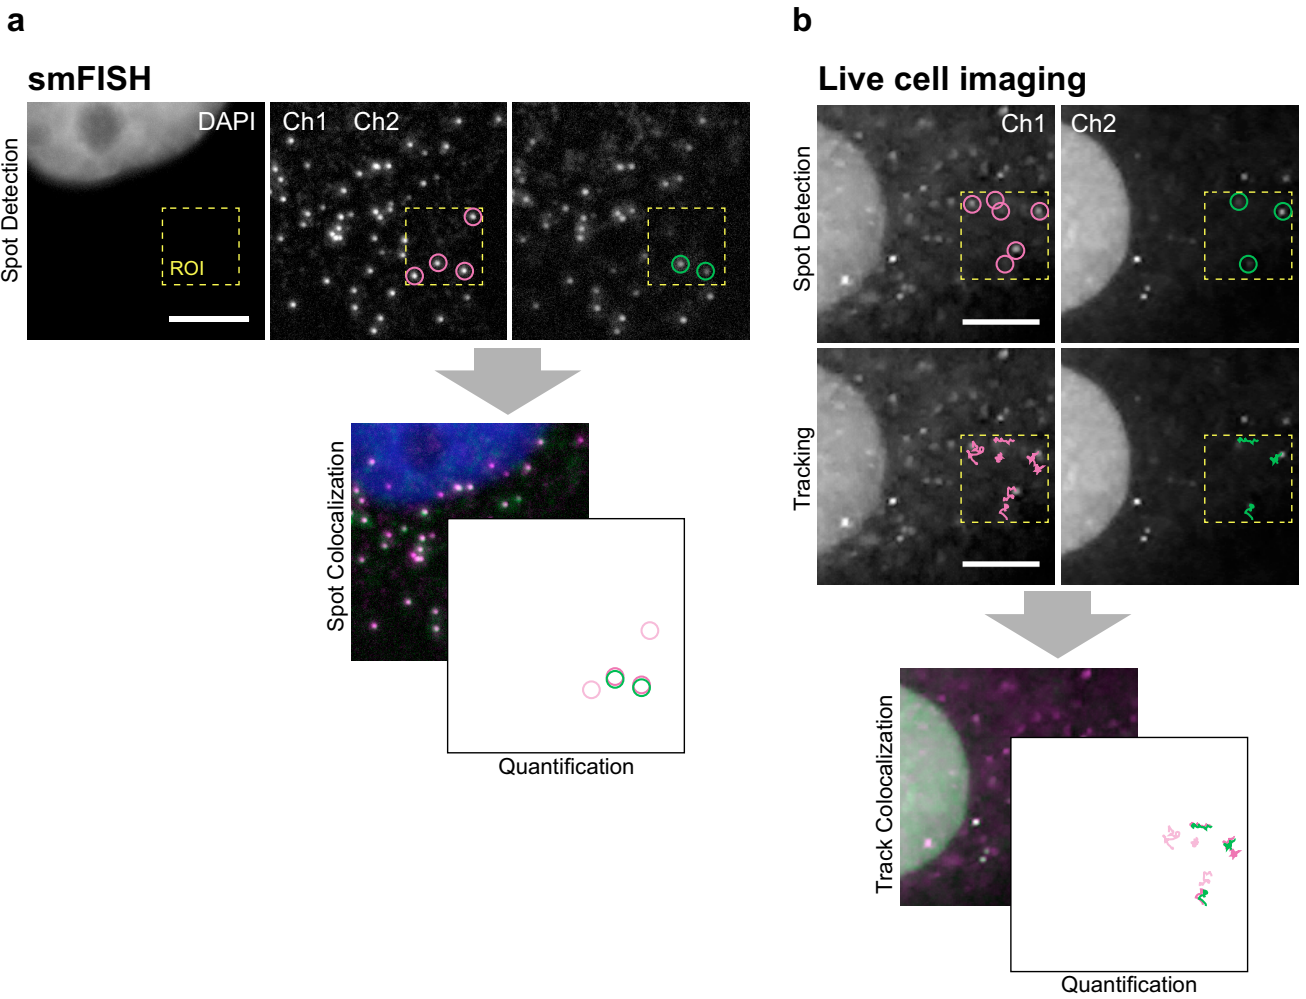 a
smFISH
Spot Detection
DAPI
ROI
Ch1
Ch2
Spot Colocalization
Quantification
b
Live cell imaging
Spot Detection
Ch1
Ch2
Tracking
Track Colocalization
Quantification